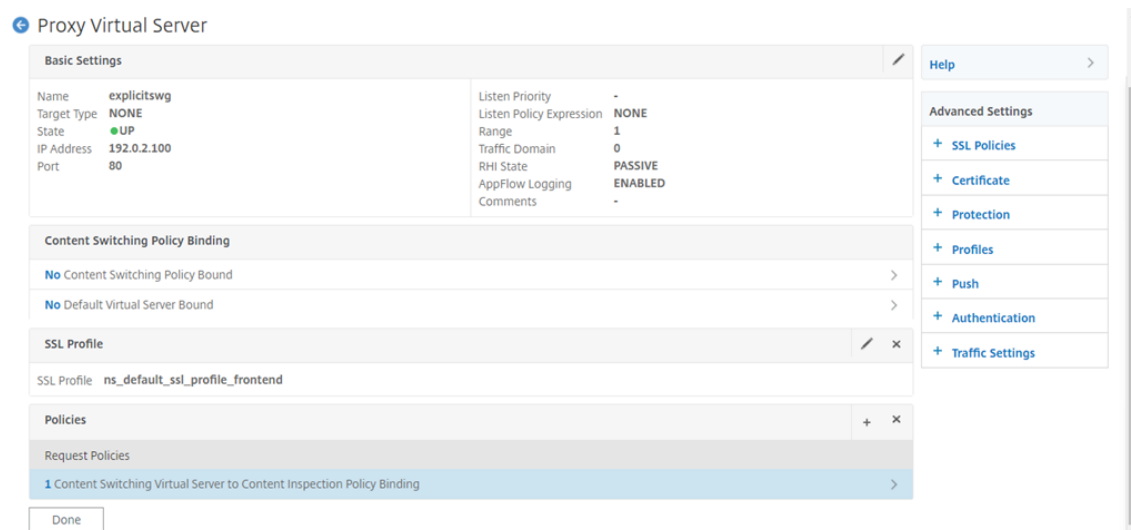 Proxy Virtual Server
Basic Settings
Name explicitswg
Target Type NONE
State UP
IP Address 192.0.2.100
Port 80
Listen Priority -
Listen Policy Expression NONE
Range 1
Traffic Domain 0
RHI State PASSIVE
AppFlow Logging ENABLED
Comments -
Content Switching Policy Binding
No Content Switching Policy Bound
No Default Virtual Server Bound
SSL Profile
SSL Profile ns_default_ssl_profile_frontend
Policies
Request Policies
1 Content Switching Virtual Server to Content Inspection Policy Binding
Done
Help
Advanced Settings
+ SSL Policies
+ Certificate
+ Protection
+ Profiles
+ Push
+ Authentication
+ Traffic Settings